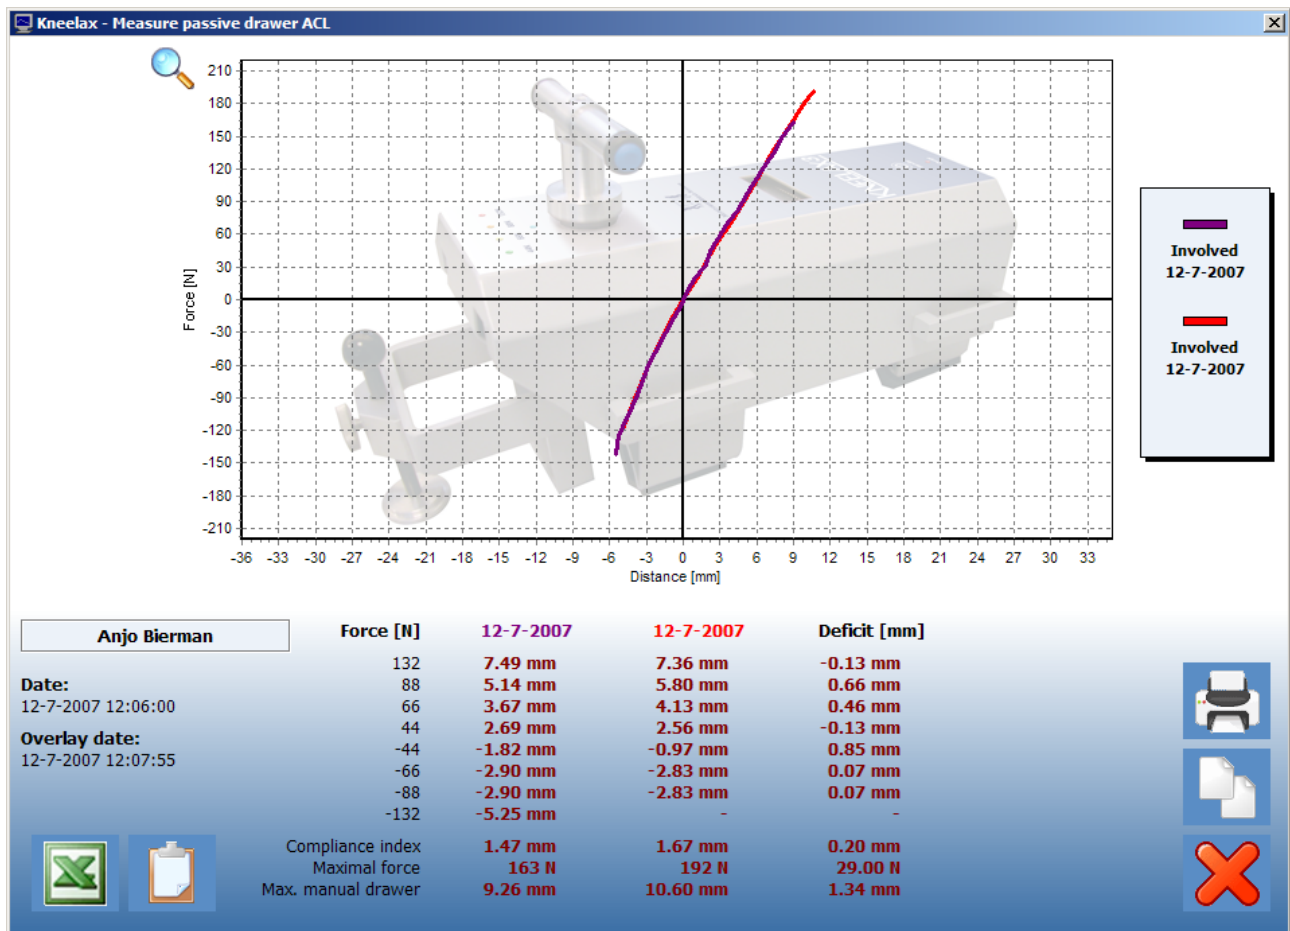 Kneelax - Measure passive drawer ACL
210
180
150
120
90
60
30
0
-30
-60
-90
-120
-150
-180
-210
Force [N]
-36 -33 -30 -27 -24 -21 -18 -15 -12 -9 -6 -3 0 3 6 9 12 15 18 21 24 27 30 33
Distance [mm]
Involved
12-7-2007
Involved
12-7-2007
Anjo Bierman
Date:
12-7-2007 12:06:00
Overlay date:
12-7-2007 12:07:55
Force [N] 12-7-2007 12-7-2007 Deficit [mm]
132 7.49 mm 7.36 mm -0.13 mm
88 5.14 mm 5.80 mm 0.66 mm
66 3.67 mm 4.13 mm 0.46 mm
44 2.69 mm 2.56 mm -0.13 mm
-44 -1.82 mm -0.97 mm 0.85 mm
-66 -2.90 mm -2.83 mm 0.07 mm
-88 -2.90 mm -2.83 mm 0.07 mm
-132 -5.25 mm - -
Compliance index 1.47 mm 1.67 mm 0.20 mm
Maximal force 163 N 192 N 29.00 N
Max. manual drawer 9.26 mm 10.60 mm 1.34 mm